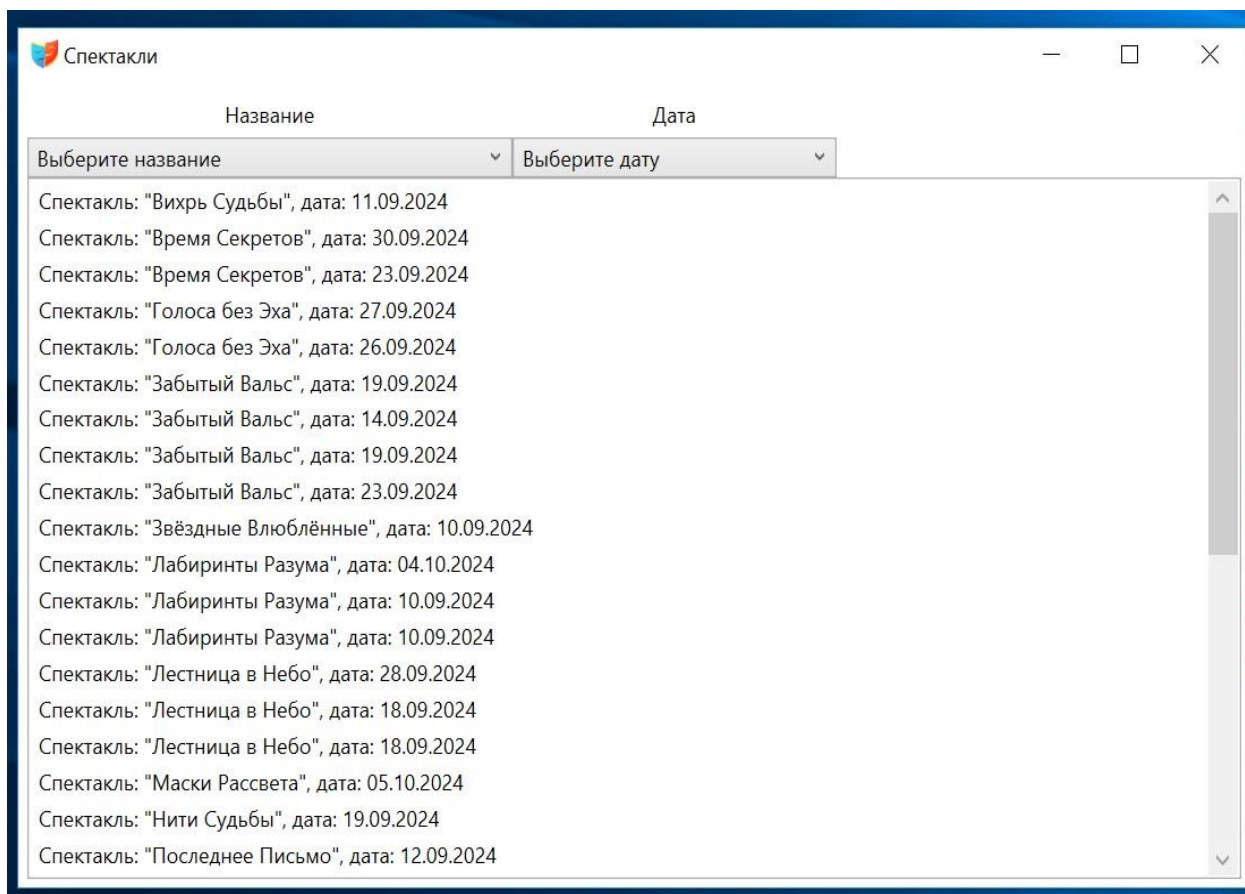 Спектакли
Название Дата
Выберите название Выберите дату
Спектакль: "Вихрь Судьбы", дата: 11.09.2024
Спектакль: "Время Секретов", дата: 30.09.2024
Спектакль: "Время Секретов", дата: 23.09.2024
Спектакль: "Голоса без Эха", дата: 27.09.2024
Спектакль: "Голоса без Эха", дата: 26.09.2024
Спектакль: "Забытый Вальс", дата: 19.09.2024
Спектакль: "Забытый Вальс", дата: 14.09.2024
Спектакль: "Забытый Вальс", дата: 19.09.2024
Спектакль: "Забытый Вальс", дата: 23.09.2024
Спектакль: "Звёздные Влюблённые", дата: 10.09.2024
Спектакль: "Лабиринты Разума", дата: 04.10.2024
Спектакль: "Лабиринты Разума", дата: 10.09.2024
Спектакль: "Лабиринты Разума", дата: 10.09.2024
Спектакль: "Лестница в Небо", дата: 28.09.2024
Спектакль: "Лестница в Небо", дата: 18.09.2024
Спектакль: "Лестница в Небо", дата: 18.09.2024
Спектакль: "Маски Рассвета", дата: 05.10.2024
Спектакль: "Нити Судьбы", дата: 19.09.2024
Спектакль: "Последнее Письмо", дата: 12.09.2024